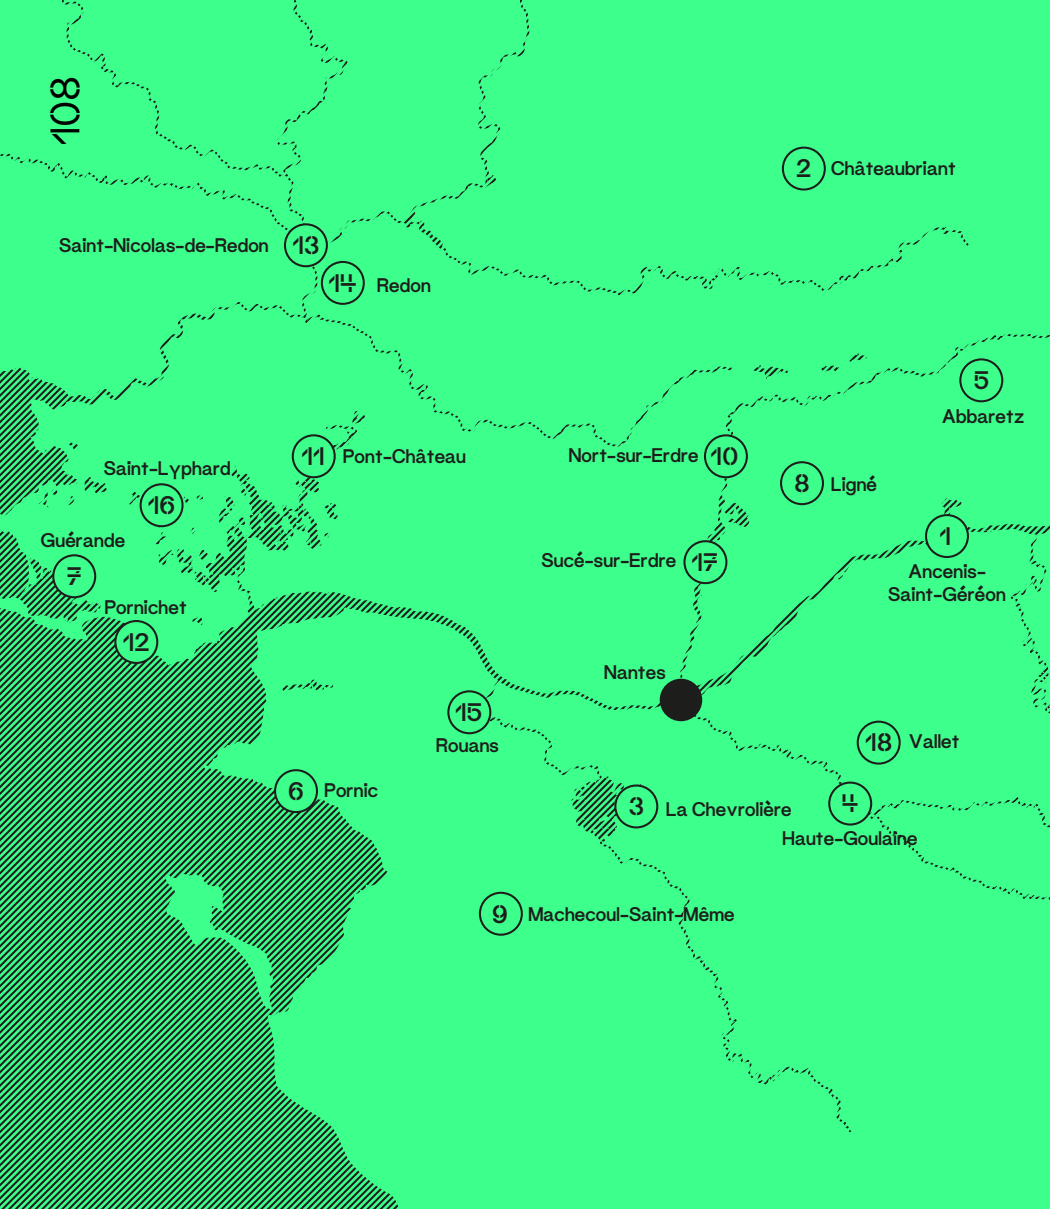 108
2 Châteaubriant
Saint-Nicolas-de-Redon 13
14 Redon
5
Abbaretz
11 Pont-Château
Nort-sur-Erdre 10
Saint-Lyphard
16
8 Ligné
1
Ancenis-
Saint-Géréon
Guérande
7
Sucé-sur-Erdre 17
Pornichet
12
Nantes
15
Rouans
18 Vallet
6 Pornic
3 La Chevrolière
4
Haute-Goulaine
9 Machecoul-Saint-Même